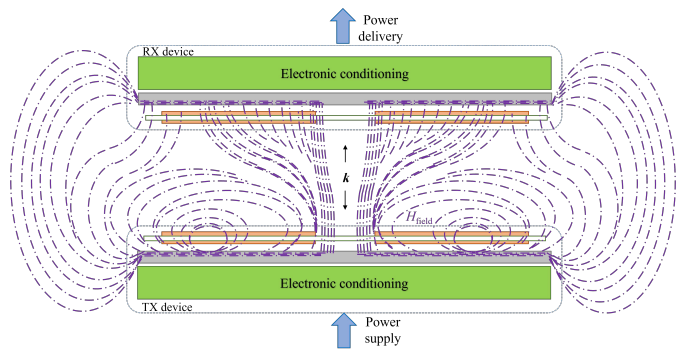 Power
delivery
RX device
Electronic conditioning
k
H_field
Electronic conditioning
TX device
Power
supply